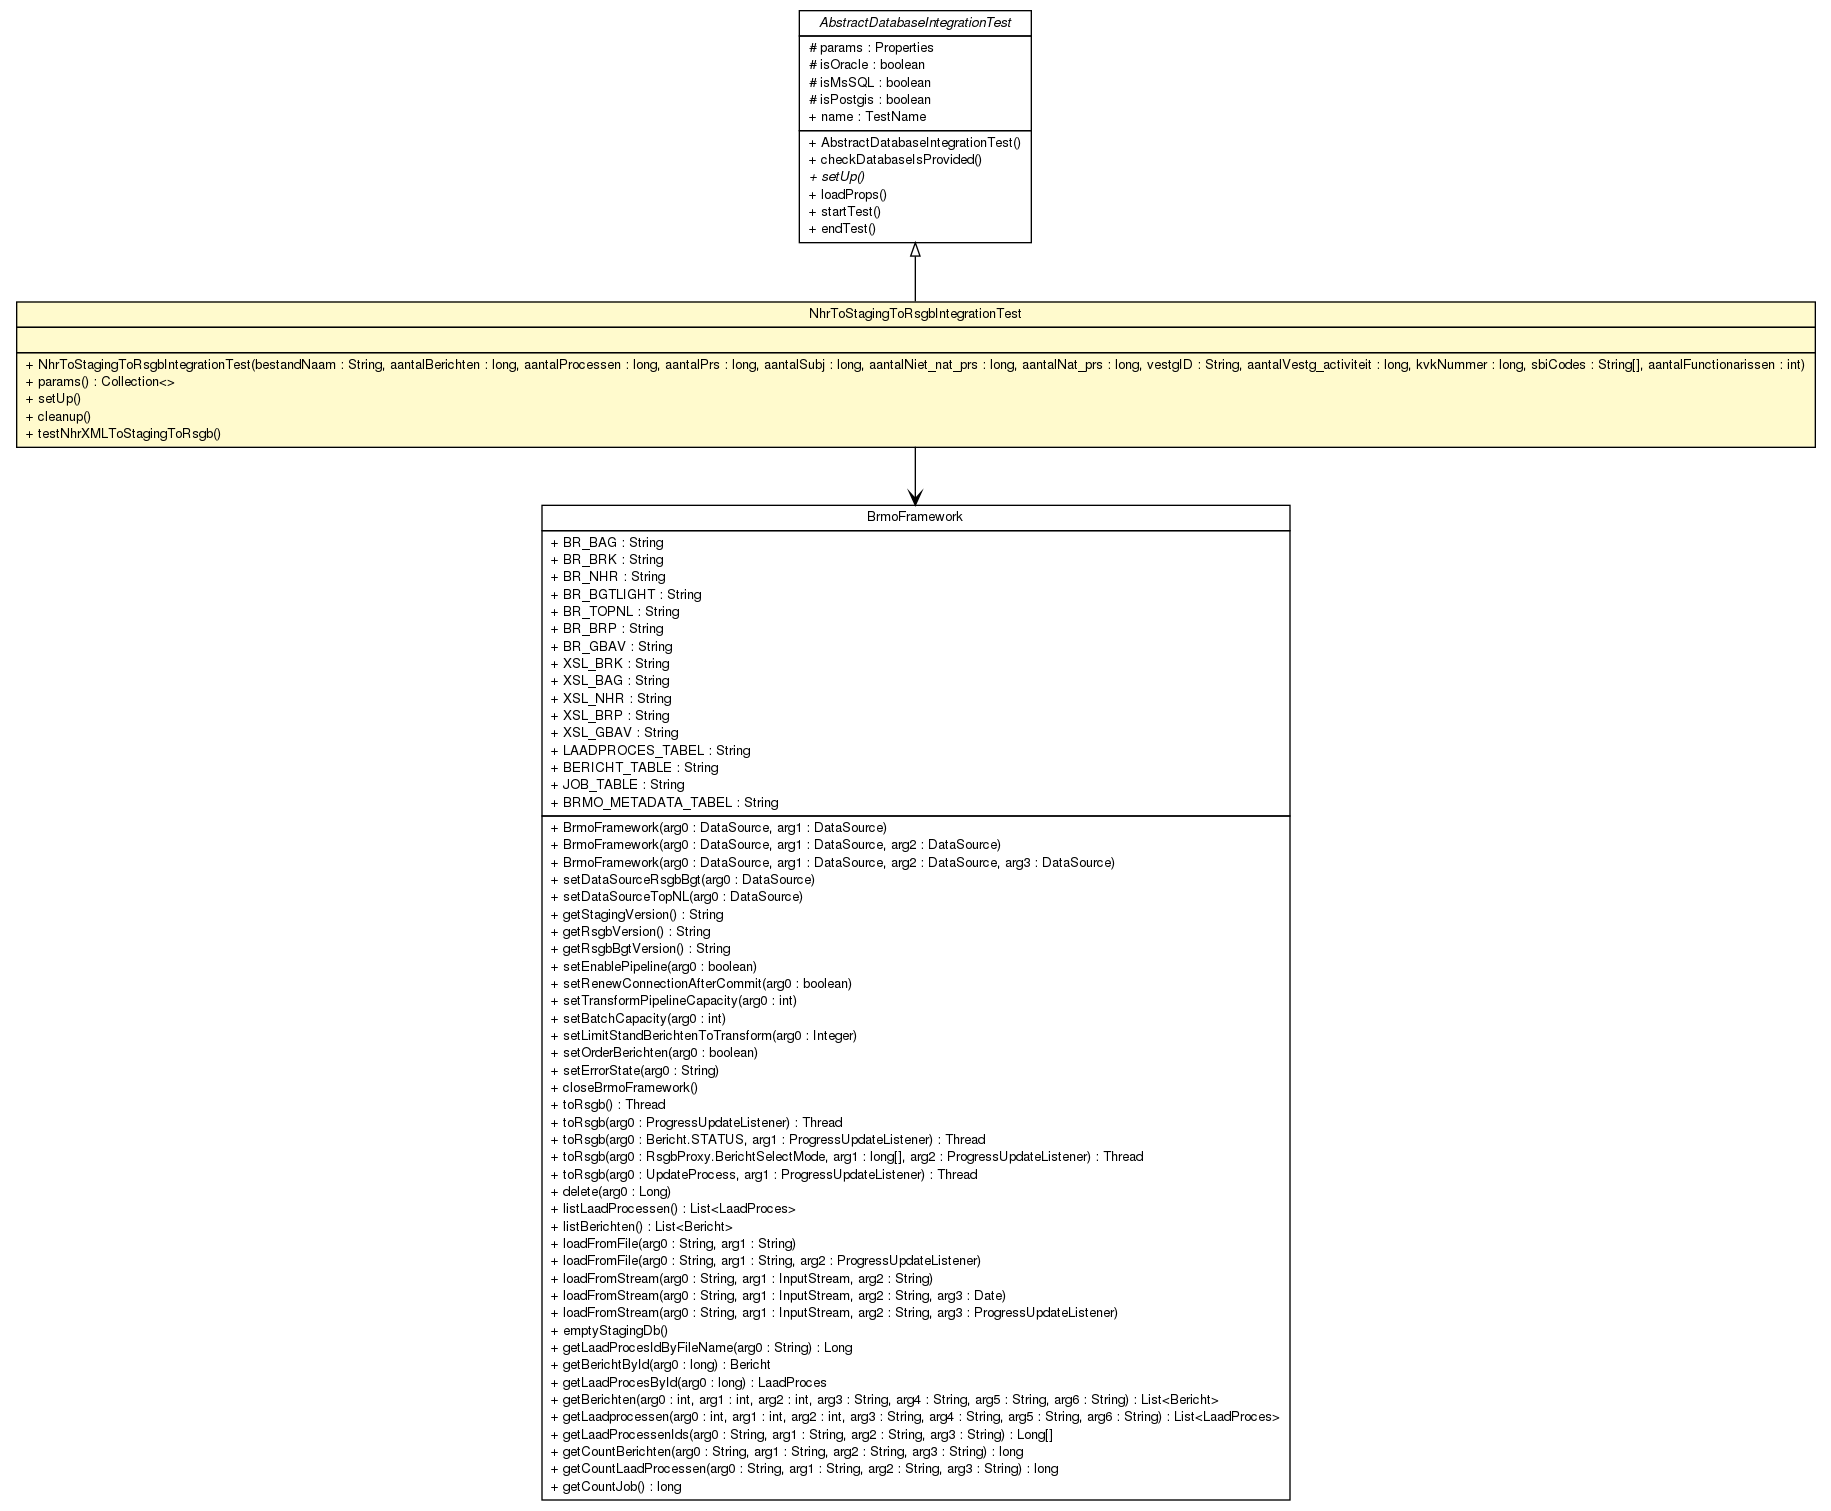 AbstractDatabaseIntegrationTest
# params : Properties
# isOracle : boolean
# isMsSQL : boolean
# isPostgis : boolean
+ name : TestName
+ AbstractDatabaseIntegrationTest()
+ checkDatabaseIsProvided()
+ setUp()
+ loadProps()
+ startTest()
+ endTest()
NhrToStagingToRsgbIntegrationTest
+ NhrToStagingToRsgbIntegrationTest(bestandNaam : String, aantalBerichten : long, aantalProcessen : long, aantalPrs : long, aantalSubj : long, aantalNiet_nat_prs : long, aantalNat_prs : long, vestgID : String, aantalVestg_activiteit : long, kvkNummer : long, sbiCodes : String[], aantalFunctionarissen : int)
+ params() : Collection<>
+ setUp()
+ cleanup()
+ testNhrXMLToStagingToRsgb()
BrmoFramework
+ BR_BAG : String
+ BR_BRK : String
+ BR_NHR : String
+ BR_BGTLIGHT : String
+ BR_TOPNL : String
+ BR_BRP : String
+ BR_GBAV : String
+ XSL_BRK : String
+ XSL_BAG : String
+ XSL_NHR : String
+ XSL_BRP : String
+ XSL_GBAV : String
+ LAADPROCES_TABEL : String
+ BERICHT_TABLE : String
+ JOB_TABLE : String
+ BRMO_METADATA_TABEL : String
+ BrmoFramework(arg0 : DataSource, arg1 : DataSource)
+ BrmoFramework(arg0 : DataSource, arg1 : DataSource, arg2 : DataSource)
+ BrmoFramework(arg0 : DataSource, arg1 : DataSource, arg2 : DataSource, arg3 : DataSource)
+ setDataSourceRsgbBgt(arg0 : DataSource)
+ setDataSourceTopNL(arg0 : DataSource)
+ getStagingVersion() : String
+ getRsgbVersion() : String
+ getRsgbBgtVersion() : String
+ setEnablePipeline(arg0 : boolean)
+ setRenewConnectionAfterCommit(arg0 : boolean)
+ setTransformPipelineCapacity(arg0 : int)
+ setBatchCapacity(arg0 : int)
+ setLimitStandBerichtenToTransform(arg0 : Integer)
+ setOrderBerichten(arg0 : boolean)
+ setErrorState(arg0 : String)
+ closeBrmoFramework()
+ toRsgb() : Thread
+ toRsgb(arg0 : ProgressUpdateListener) : Thread
+ toRsgb(arg0 : Bericht.STATUS, arg1 : ProgressUpdateListener) : Thread
+ toRsgb(arg0 : RsgbProxy.BerichtSelectMode, arg1 : long[], arg2 : ProgressUpdateListener) : Thread
+ toRsgb(arg0 : UpdateProcess, arg1 : ProgressUpdateListener) : Thread
+ delete(arg0 : Long)
+ listLaadProcessen() : List<LaadProces>
+ listBerichten() : List<Bericht>
+ loadFromFile(arg0 : String, arg1 : String)
+ loadFromFile(arg0 : String, arg1 : String, arg2 : ProgressUpdateListener)
+ loadFromStream(arg0 : String, arg1 : InputStream, arg2 : String)
+ loadFromStream(arg0 : String, arg1 : InputStream, arg2 : String, arg3 : Date)
+ loadFromStream(arg0 : String, arg1 : InputStream, arg2 : String, arg3 : ProgressUpdateListener)
+ emptyStagingDb()
+ getLaadProcesIdByFileName(arg0 : String) : Long
+ getBerichtById(arg0 : long) : Bericht
+ getLaadProcesById(arg0 : long) : LaadProces
+ getBerichten(arg0 : int, arg1 : int, arg2 : int, arg3 : String, arg4 : String, arg5 : String, arg6 : String) : List<Bericht>
+ getLaadprocessen(arg0 : int, arg1 : int, arg2 : int, arg3 : String, arg4 : String, arg5 : String, arg6 : String) : List<LaadProces>
+ getLaadProcessenIds(arg0 : String, arg1 : String, arg2 : String, arg3 : String) : Long[]
+ getCountBerichten(arg0 : String, arg1 : String, arg2 : String, arg3 : String) : long
+ getCountLaadProcessen(arg0 : String, arg1 : String, arg2 : String, arg3 : String) : long
+ getCountJob() : long